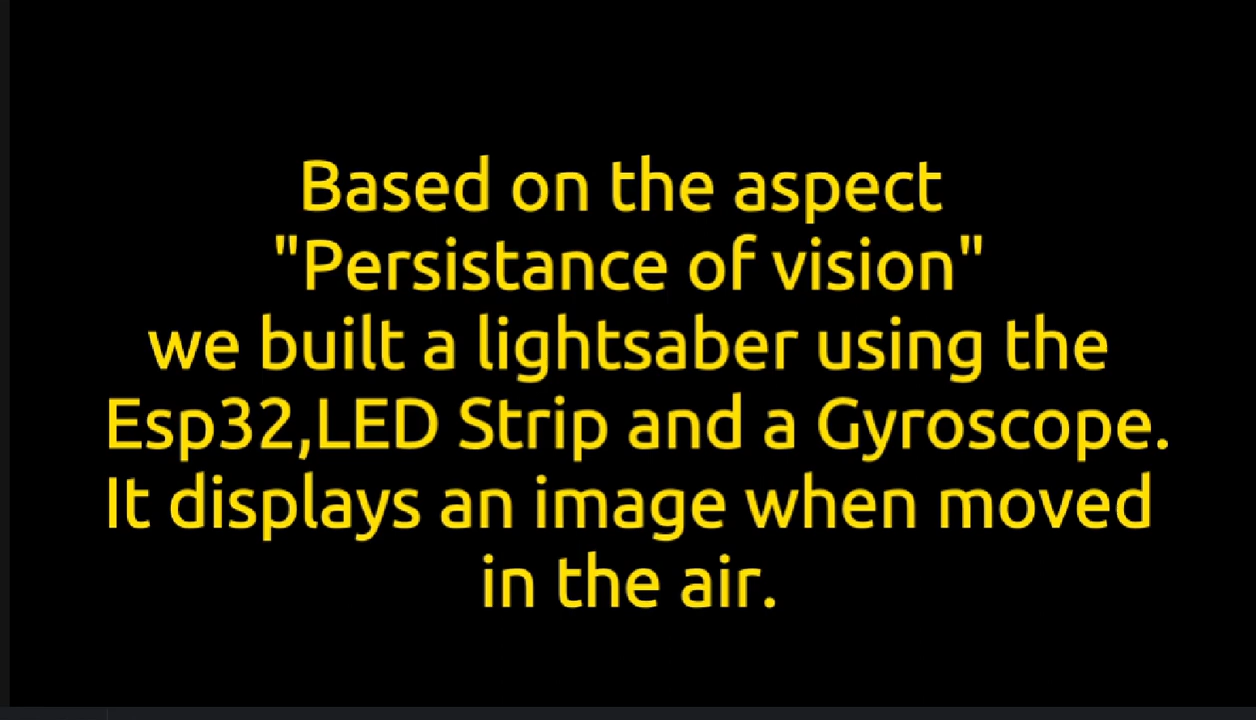 Based on the aspect
"Persistance of vision"
we built a lightsaber using the
Esp32,LED Strip and a Gyroscope.
It displays an image when moved
in the air.